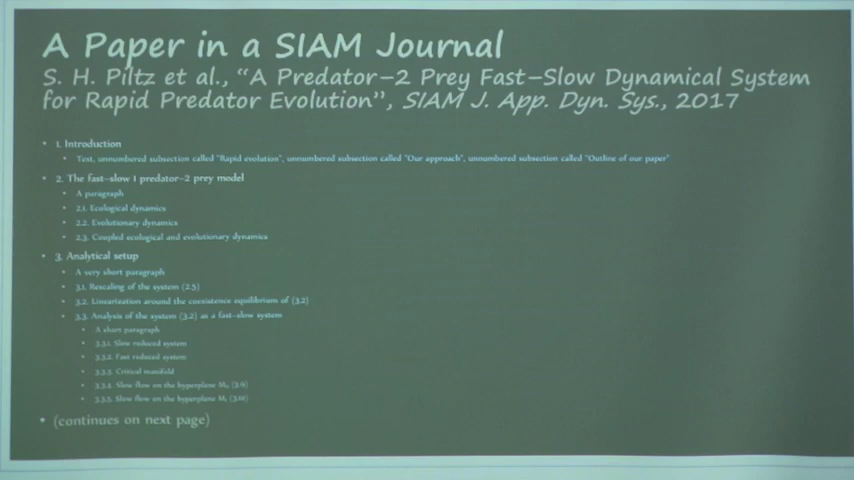 A Paper in a SIAM Journal
S. H. Piltz et al., “A Predator–2 Prey Fast–Slow Dynamical System
for Rapid Predator Evolution”, SIAM J. App. Dyn. Sys., 2017
• 1. Introduction
• Text, unnumbered subsection called "Rapid evolution", unnumbered subsection called "Our approach", unnumbered subsection called "Outline of our paper"
• 2. The fast–slow 1 predator–2 prey model
• A paragraph
• 2.1. Ecological dynamics
• 2.2. Evolutionary dynamics
• 2.3. Coupled ecological and evolutionary dynamics
• 3. Analytical setup
• A very short paragraph
• 3.1. Rescaling of the system (2.5)
• 3.2. Linearization around the coexistence equilibrium of (3.2)
• 3.3. Analysis of the system (3.2) as a fast–slow system
• A short paragraph
• 3.3.1. Slow reduced system
• 3.3.2. Fast reduced system
• 3.3.3. Critical manifold
• 3.3.4. Slow flow on the hyperplane (3.9)
• 3.3.5. Slow flow on the hyperplane (3.10)
• (continues on next page)